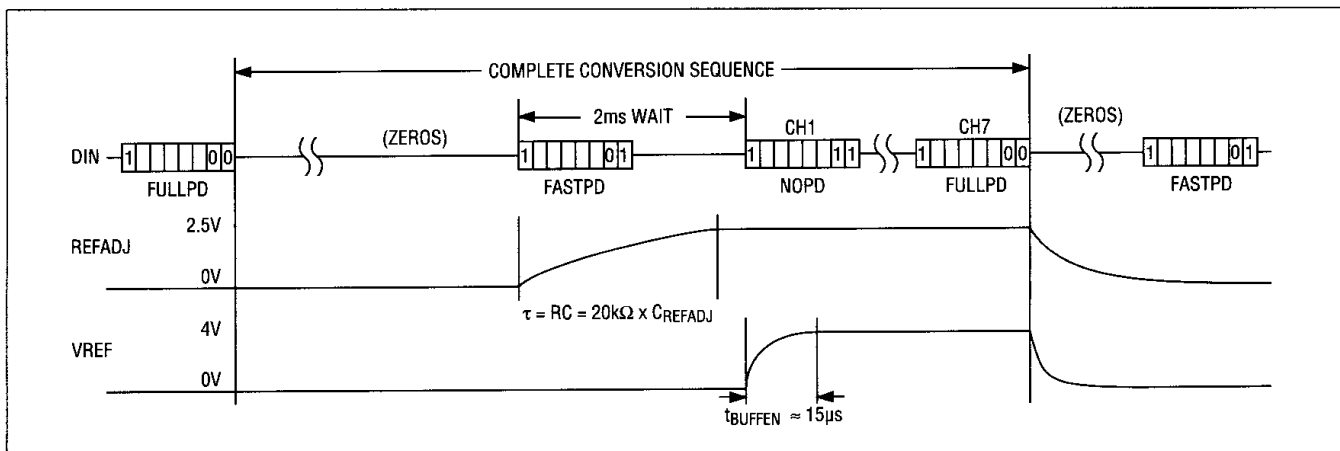 COMPLETE CONVERSION SEQUENCE
2ms WAIT
(ZEROS)
CH1
CH7
(ZEROS)
DIN
1 0 0
1 0 1
1 1 1
1 0 0
1 0 1
FULLPD
FASTPD
NOPD
FULLPD
FASTPD
2.5V
REFADJ
0V
τ = RC = 20kΩ x CREFADJ
4V
VREF
0V
tBUFFEN ≈ 15µs